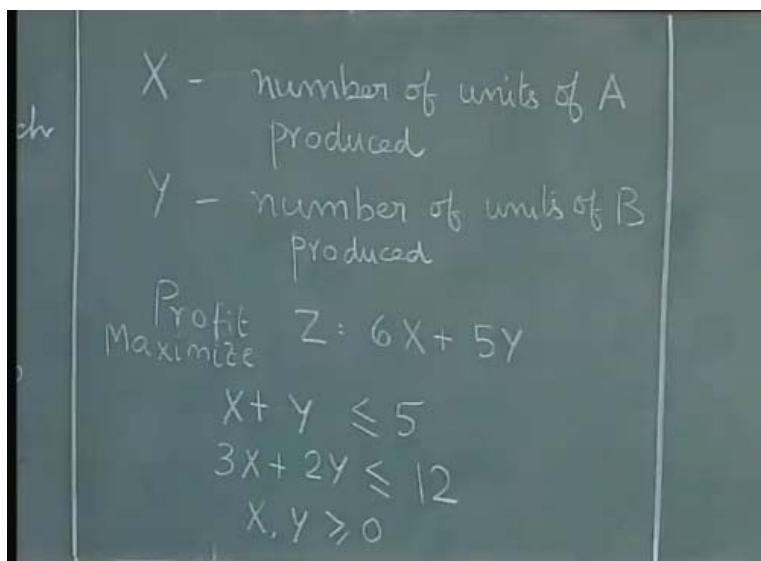 X - number of units of A
produced
Y - number of units of B
produced
Profit
Maximize Z: 6X + 5Y
X + Y ≤ 5
3X + 2Y ≤ 12
X, Y ≥ 0